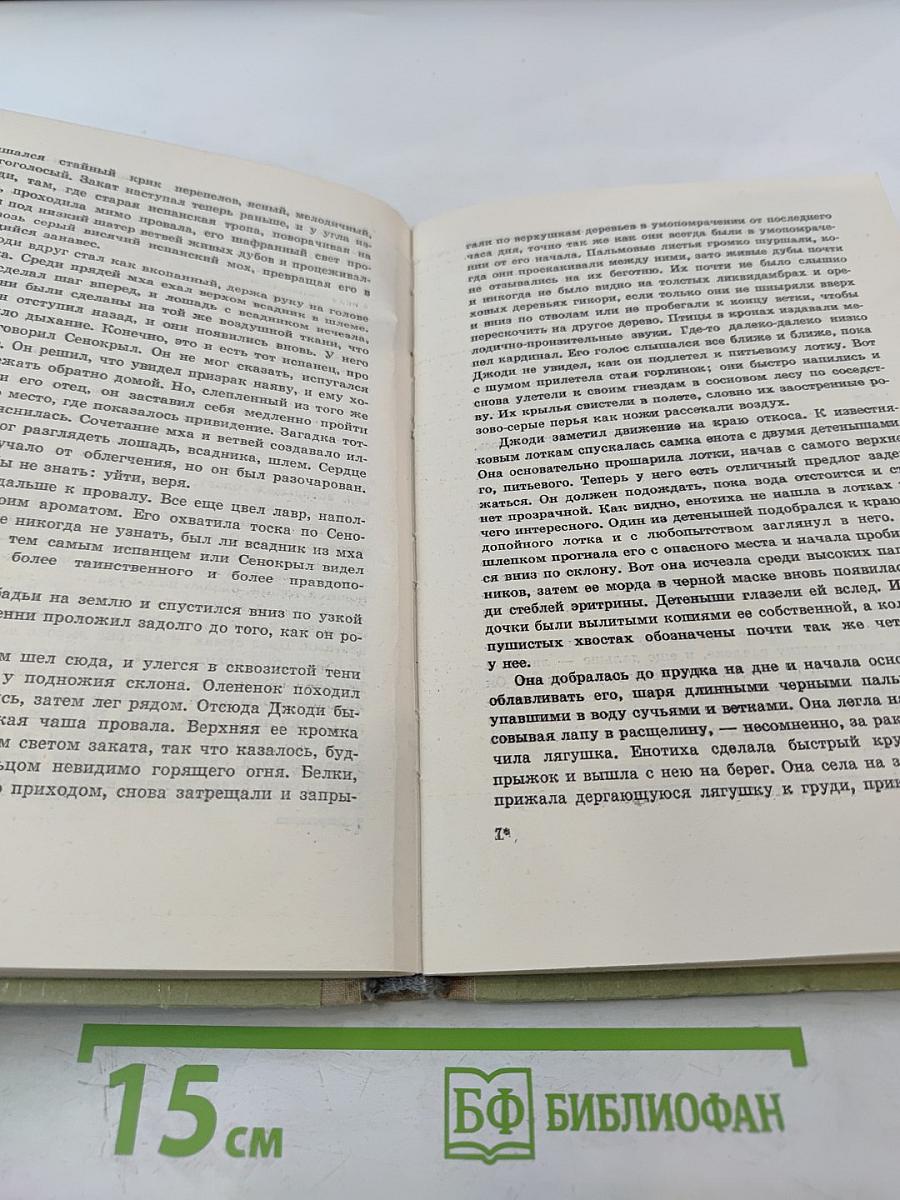 стайный крик перепелов, ясный, мелодичный,
Закат наступал теперь раньше, и у угла на-
там, где старая испанская тропа, поворачивая на
проходила мимо провала, его шафранный свет про-
под низкий шатер ветвей живых дубов и процеживал-
серый висячий испанский мох, превращая его в
занавес.
вдруг стал как вкопанный, держа руку на голове
Среди прядей мха ехал верхом всадник в шлеме.
сделал шаг вперед, и лошадь с всадником исчезла,
они были сделаны из той же воздушной ткани, что
отступил назад, и они появились вновь. У него
дыхание. Конечно, это и есть тот испанец, про
говорил Сенокрыл. Он не мог сказать, испугался
Он решил, что увидел призрак наяву, и ему хо-
обратно домой. Но, слепленный из того же
и его отец, он заставил себя медленно пройти
место, где показалось привидение. Загадка тот-
Сочетание мха и ветвей создавало ил-
разглядеть лошадь, всадника, шлем. Сердце
от облегчения, но он был разочарован.
не знать: уйти, веря.
дальше к провалу. Все еще цвел лавр, напол-
ароматом. Его охватила тоска по Сено-
никогда не узнать, был ли всадник из мха
тем самым испанцем или Сенокрыл видел
более таинственного и более правдопо-
бадьи на землю и спустился вниз по узкой
проложил задолго до того, как он ро-
шел сюда, и улегся в сквозистой тени
у подножия склона. Олененок походил
затем лег рядом. Отсюда Джоди бы-
чаша провала. Верхняя ее кромка
светом заката, так что казалось, буд-
невидимо горящего огня. Белки,
приходом, снова затрещали и запры-
гали по верхушкам деревьев в умопомрачении от последнего
часа дня, точно так же как они всегда были в умопомраче-
нии от его начала. Пальмовые листья громко шуршали, ко-
гда они проскакивали между ними, зато живые дубы почти
не отзывались на их беготню. Их почти не было слышно
и никогда не было видно на толстых ликвидамбрах и оре-
ховых деревьях гикори, если только они не шныряли вверх
и вниз по стволам или не пробегали к концу ветки, чтобы
перескочить на другое дерево. Птицы в кронах издавали ме-
лодично-пронзительные звуки. Где-то далеко-далеко низко
пел кардинал. Его голос слышался все ближе и ближе, пока
Джоди не увидел, как он подлетел к питьевому лотку. Вот
с шумом прилетела стая горлинок; они быстро напились и
снова улетели к своим гнездам в сосновом лесу по соседст-
ву. Их крылья свистели в полете, словно их заостренные ро-
зово-серые перья как ножи рассекали воздух.
Джоди заметил движение на краю откоса. К известня-
ковым лоткам спускалась самка енота с двумя детенышами.
Она основательно прошарила лотки, начав с самого верхне
го, питьевого. Теперь у него есть отличный предлог заде
жаться. Он должен подождать, пока вода отстоится и ст
нет прозрачной. Как видно, енотиха не нашла в лотках
чего интересного. Один из детенышей подобрался к краю
допойного лотка и с любопытством заглянул в него.
шлепком прогнала его с опасного места и начала проби
ся вниз по склону. Вот она исчезла среди высоких пап
ников, затем ее морда в черной маске вновь появилас
ди стеблей эритрины. Детеныши глазели ей вслед. И
дочки были вылитыми копиями ее собственной, а кол
пушистых хвостах обозначены почти так же чет
у нее.
Она добралась до прудка на дне и начала осно
облавливать его, шаря длинными черными паль
упавшими в воду сучьями и ветками. Она легла на
совывая лапу в расщелину, — несомненно, за рак
чила лягушка. Енотиха сделала быстрый кру
прыжок и вышла с нею на берег. Она села на з
прижала дергающуюся лягушку к груди, прик
7*
15 см
БФ БИБЛИОФАН